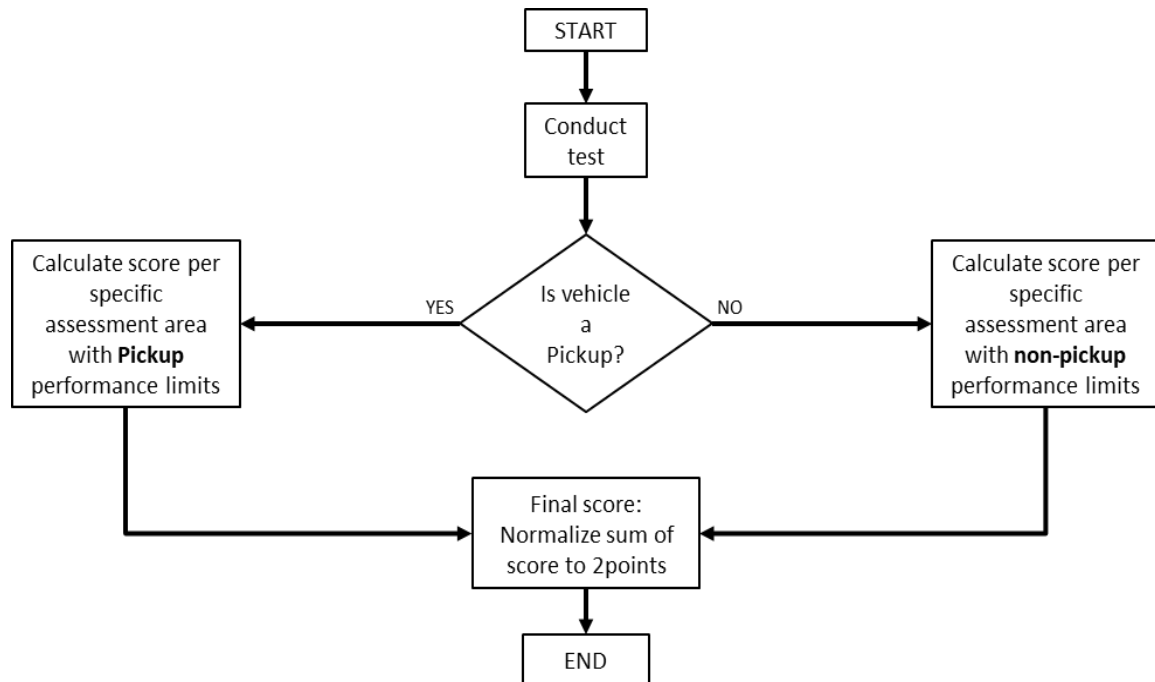 START
Conduct
test
Is vehicle
a
Pickup?
YES
NO
Calculate score per
specific
assessment area
with Pickup
performance limits
Calculate score per
specific
assessment area
with non-pickup
performance limits
Final score:
Normalize sum of
score to 2points
END